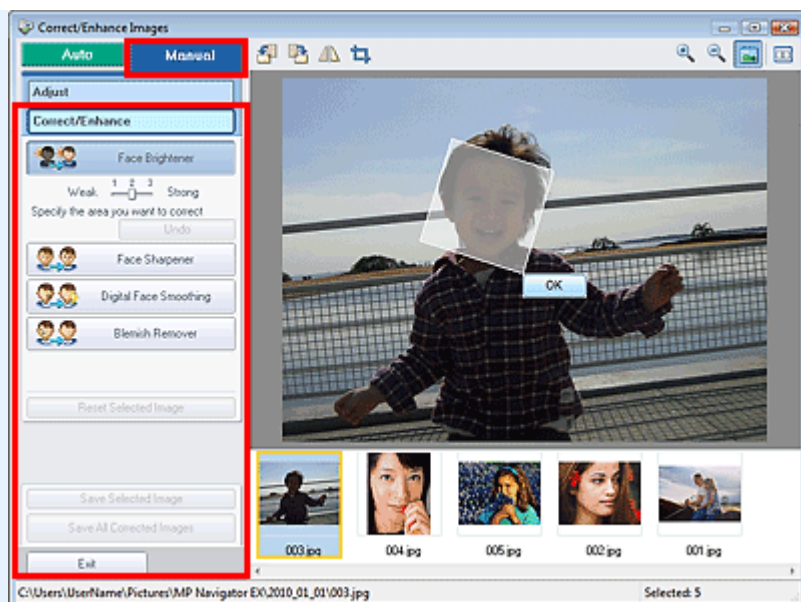 Correct/Enhance Images
Auto Manual
Adjust
Correct/Enhance
Face Brightener
1 2 3
Weak Strong
Specify the area you want to correct
Undo
Face Sharpener
Digital Face Smoothing
Blemish Remover
Reset Selected Image
Save Selected Image
Save All Corrected Images
Exit
OK
003.jpg 004.jpg 005.jpg 002.jpg 001.jpg
C:\Users\UserName\Pictures\MP Navigator EX\2010_01_01\003.jpg Selected: 5